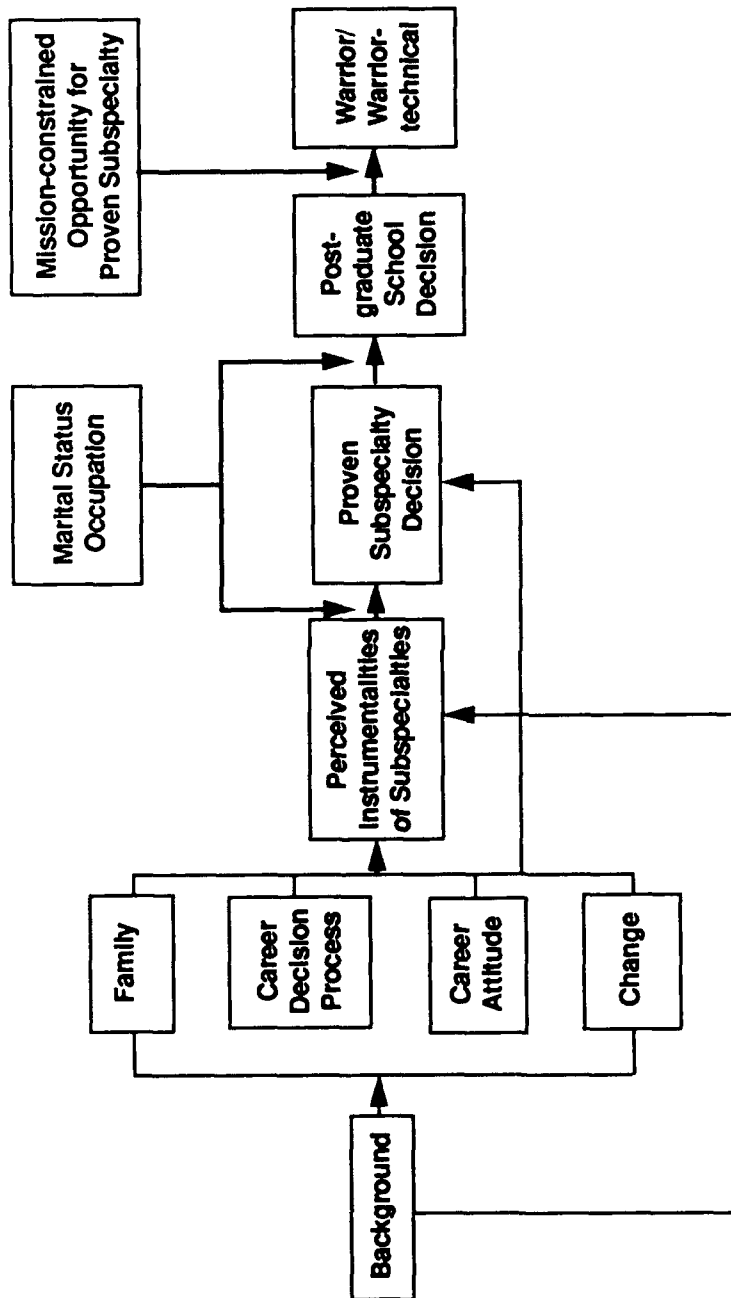 Background
Family
Career
Decision
Process
Career
Attitude
Change
Perceived
Instrumentalities
of Subspecialties
Marital Status
Occupation
Proven
Subspecialty
Decision
Post-
graduate
School
Decision
Mission-constrained
Opportunity for
Proven Subspecialty
Warrior/
Warrior-
technical